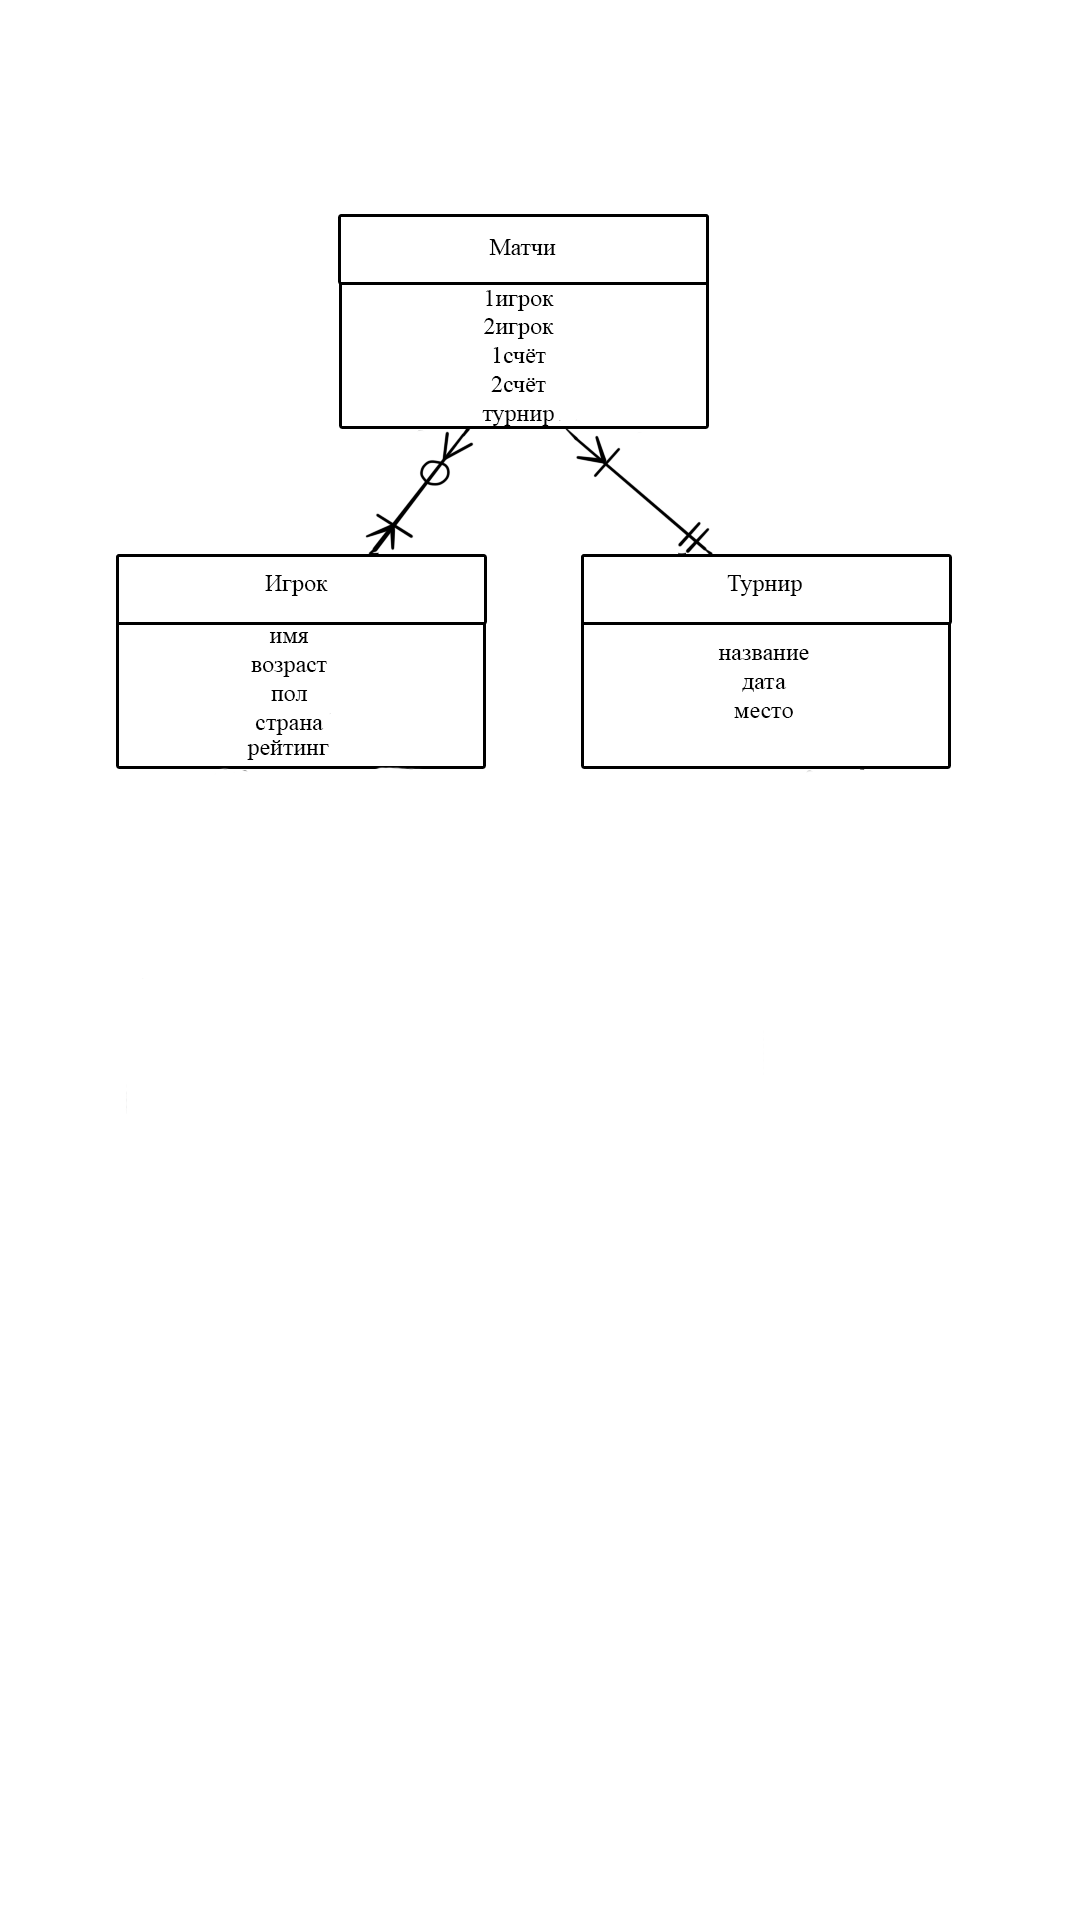 Матчи
1игрок
2игрок
1счёт
2счёт
турнир
Игрок
имя
возраст
пол
страна
рейтинг
Турнир
название
дата
место